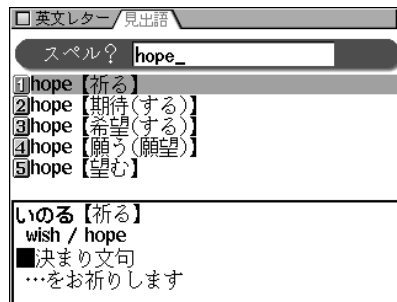 英文レター 見出語
スペル? hope_
1 hope【祈る】
2 hope【期待(する)】
3 hope【希望(する)】
4 hope【願う(願望)】
5 hope【望む】
いのる【祈る】
wish / hope
■決まり文句
…をお祈りします